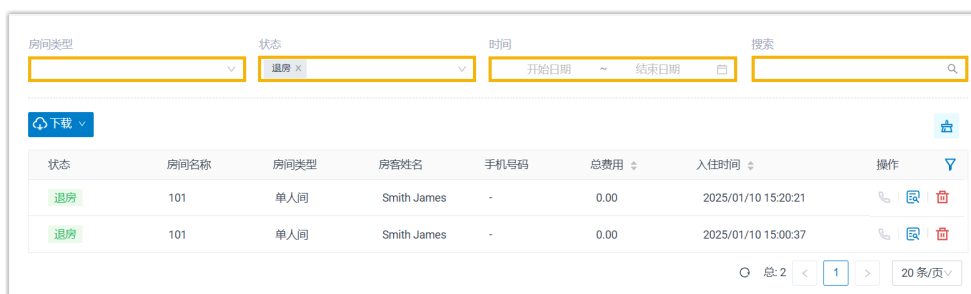 房间类型 状态 时间 搜索
退房 × 开始日期 ~ 结束日期
下载
状态 房间名称 房间类型 房客姓名 手机号码 总费用 入住时间 操作
退房 101 单人间 Smith James - 0.00 2025/01/10 15:20:21
退房 101 单人间 Smith James - 0.00 2025/01/10 15:00:37
总: 2 < 1 > 20 条/页